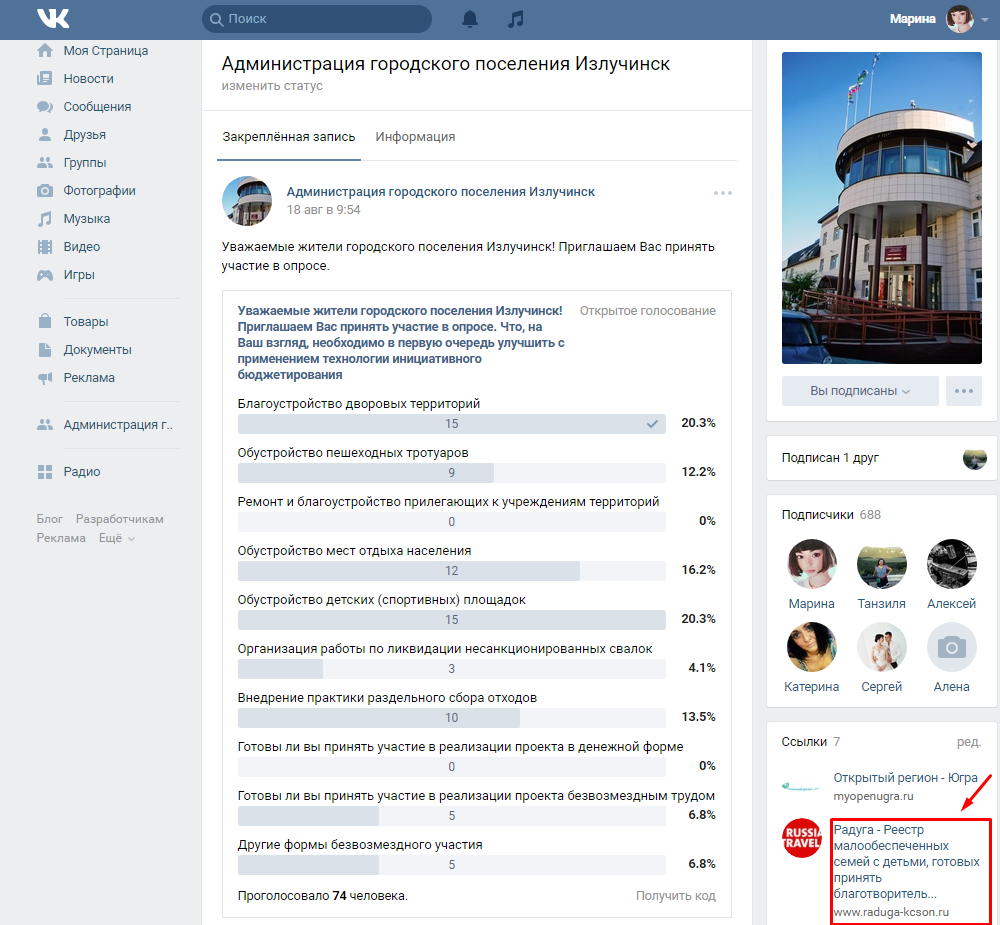 Поиск
Марина
Моя Страница
Новости
Сообщения
Друзья
Группы
Фотографии
Музыка
Видео
Игры
Товары
Документы
Реклама
Администрация г..
Радио
Блог Разработчикам
Реклама Ещё
Администрация городского поселения Излучинск
изменить статус
Закреплённая запись Информация
Администрация городского поселения Излучинск
18 авг в 9:54
Уважаемые жители городского поселения Излучинск! Приглашаем Вас принять
участие в опросе.
Уважаемые жители городского поселения Излучинск!
Приглашаем Вас принять участие в опросе. Что, на
Ваш взгляд, необходимо в первую очередь улучшить с
применением технологии инициативного
бюджетирования
Открытое голосование
Благоустройство дворовых территорий
15 20.3%
Обустройство пешеходных тротуаров
9 12.2%
Ремонт и благоустройство прилегающих к учреждениям территорий
0 0%
Обустройство мест отдыха населения
12 16.2%
Обустройство детских (спортивных) площадок
15 20.3%
Организация работы по ликвидации несанкционированных свалок
3 4.1%
Внедрение практики раздельного сбора отходов
10 13.5%
Готовы ли вы принять участие в реализации проекта в денежной форме
0 0%
Готовы ли вы принять участие в реализации проекта безвозмездным трудом
5 6.8%
Другие формы безвозмездного участия
5 6.8%
Проголосовало 74 человека. Получить код
Вы подписаны
Подписан 1 друг
Подписчики 688
Марина Танзиля Алексей
Катерина Сергей Алена
Ссылки 7 ред.
Открытый регион - Югра
myopenugra.ru
RUSSIA
TRAVEL
Радуга - Реестр
малообеспеченных
семей с детьми, готовых
принять
благотворитель...
www.raduga-kcson.ru